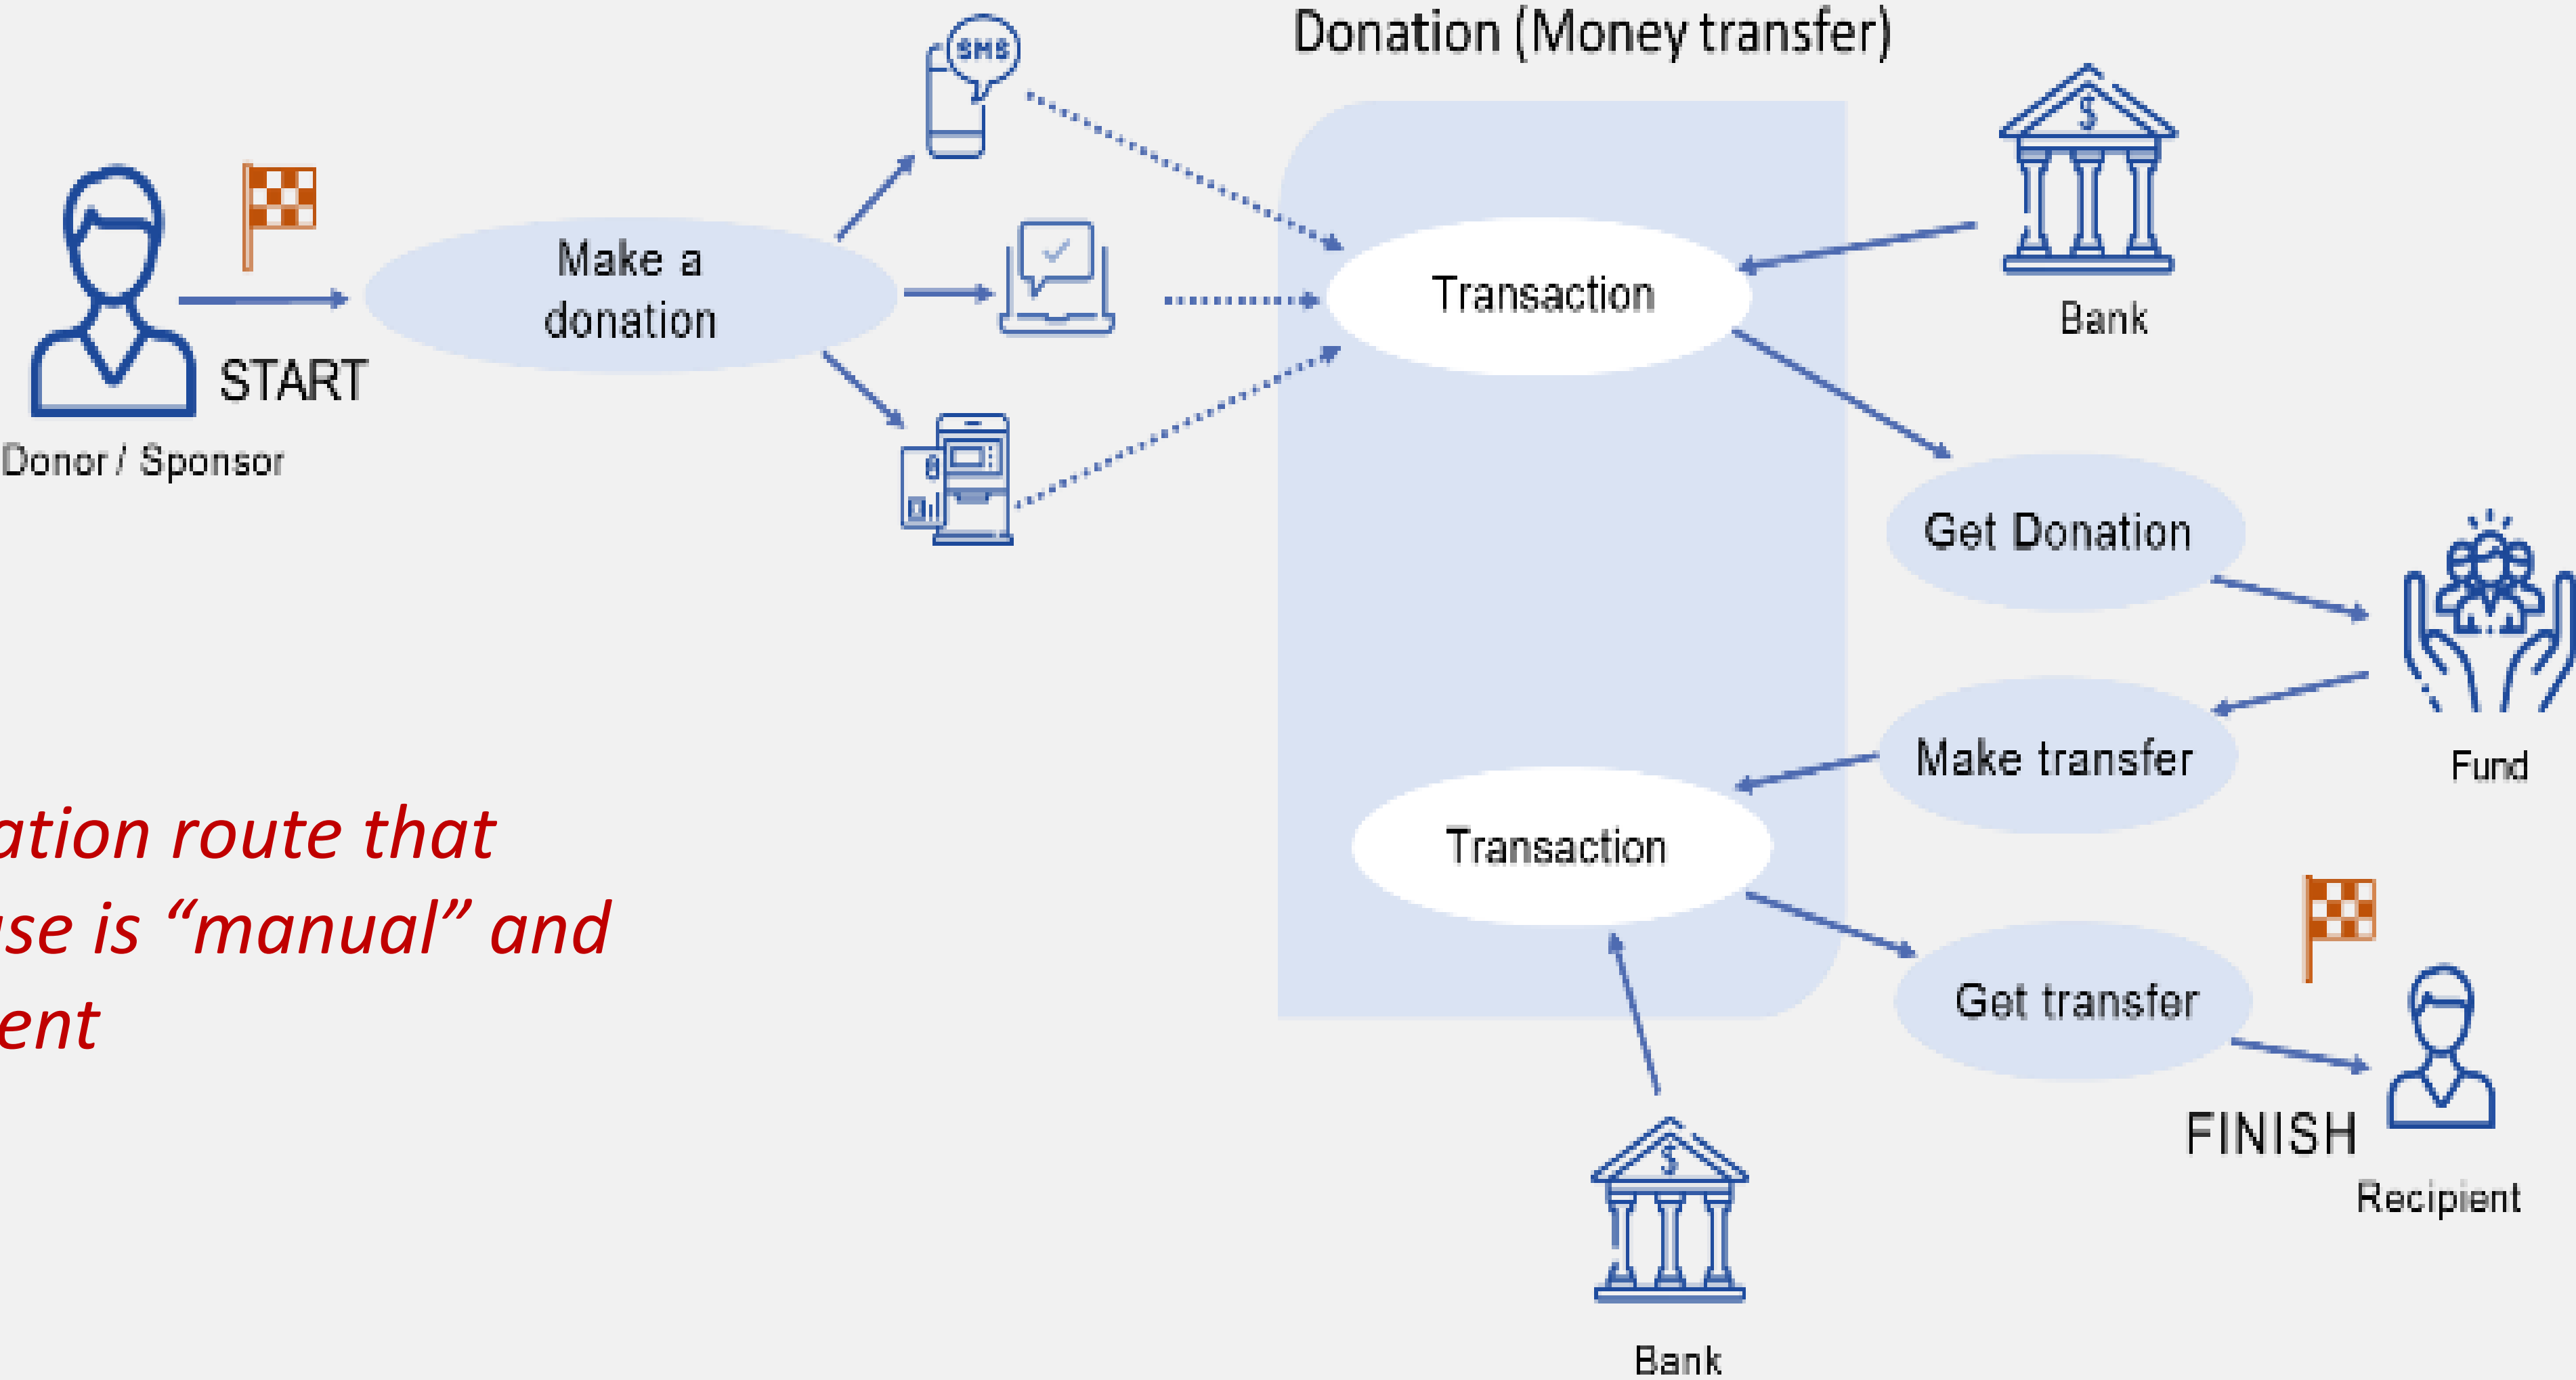 Donation (Money transfer)
SMS
$
Make a
donation
Transaction
START
Bank
Donor / Sponsor
Get Donation
Make transfer
Fund
ation route that
Transaction
use is “manual” and
Get transfer
ent
FINISH
$
Recipient
Bank